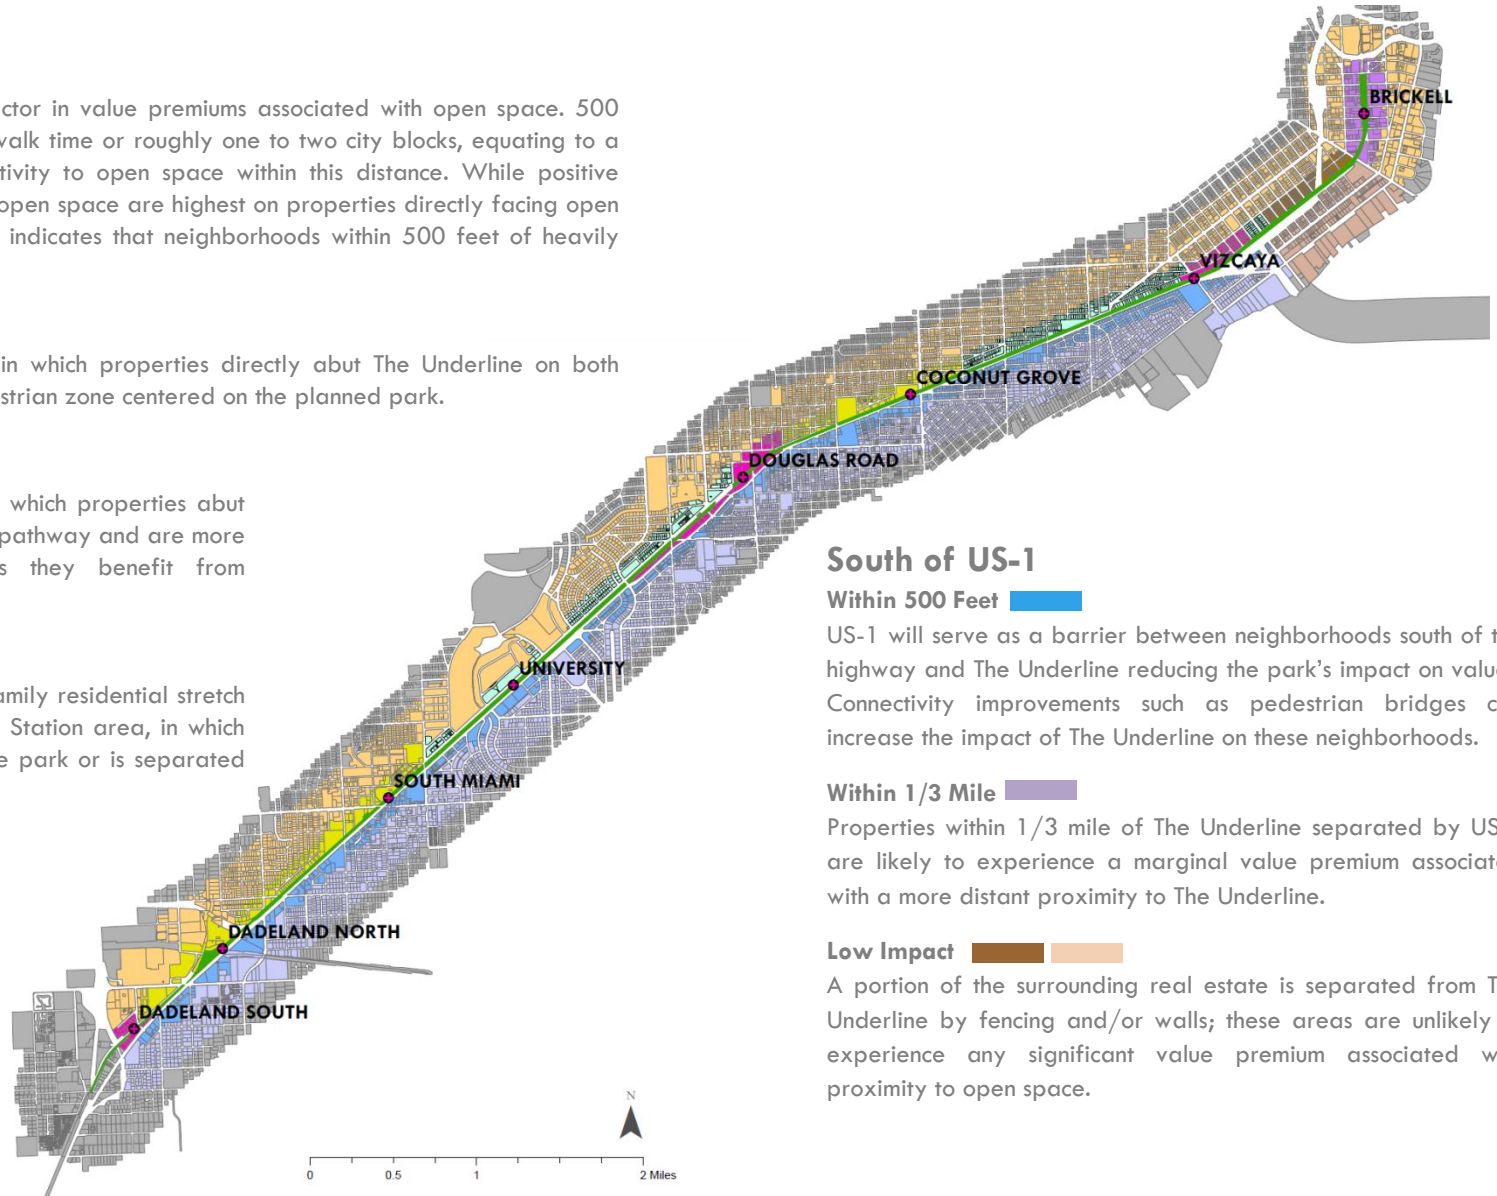 ctor in value premiums associated with open space. 500
walk time or roughly one to two city blocks, equating to a
tivity to open space within this distance. While positive
open space are highest on properties directly facing open
indicates that neighborhoods within 500 feet of heavily
in which properties directly abut The Underline on both
strian zone centered on the planned park.
which properties abut
pathway and are more
s they benefit from
amily residential stretch
Station area, in which
e park or is separated
BRICKELL
VIZCAYA
COCONUT GROVE
DOUGLAS ROAD
UNIVERSITY
SOUTH MIAMI
DADELAND NORTH
DADELAND SOUTH
South of US-1
Within 500 Feet
US-1 will serve as a barrier between neighborhoods south of t
highway and The Underline reducing the park's impact on value
Connectivity improvements such as pedestrian bridges c
increase the impact of The Underline on these neighborhoods.
Within 1/3 Mile
Properties within 1/3 mile of The Underline separated by US
are likely to experience a marginal value premium associat
with a more distant proximity to The Underline.
Low Impact
A portion of the surrounding real estate is separated from T
Underline by fencing and/or walls; these areas are unlikely
experience any significant value premium associated w
proximity to open space.
N
0 0.5 1 2 Miles